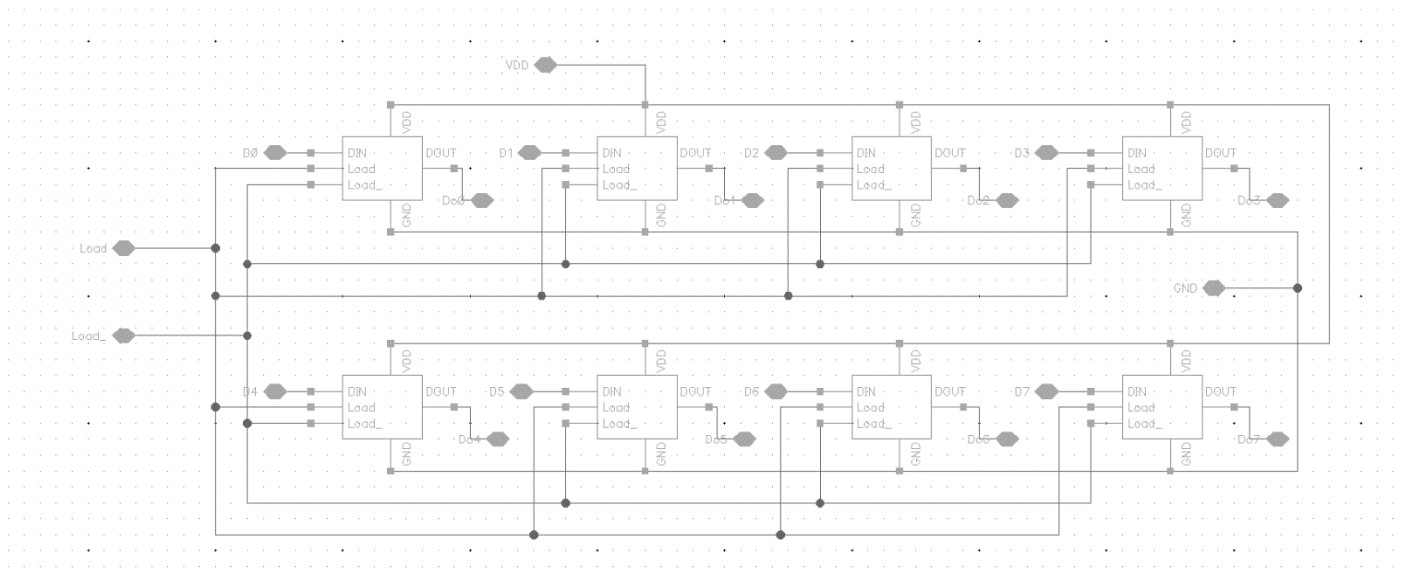 VDD
VDD VDD VDD VDD
D0 DIN DOUT D1 DIN DOUT D2 DIN DOUT D3 DIN DOUT
Load Load Load Load
Load_ Do0 Load_ Do1 Load_ Do2 Load_ Do3
GND GND GND GND
Load
GND
Load_
VDD VDD VDD VDD
D4 DIN DOUT D5 DIN DOUT D6 DIN DOUT D7 DIN DOUT
Load Load Load Load
Load_ Do4 Load_ Do5 Load_ Do6 Load_ Do7
GND GND GND GND